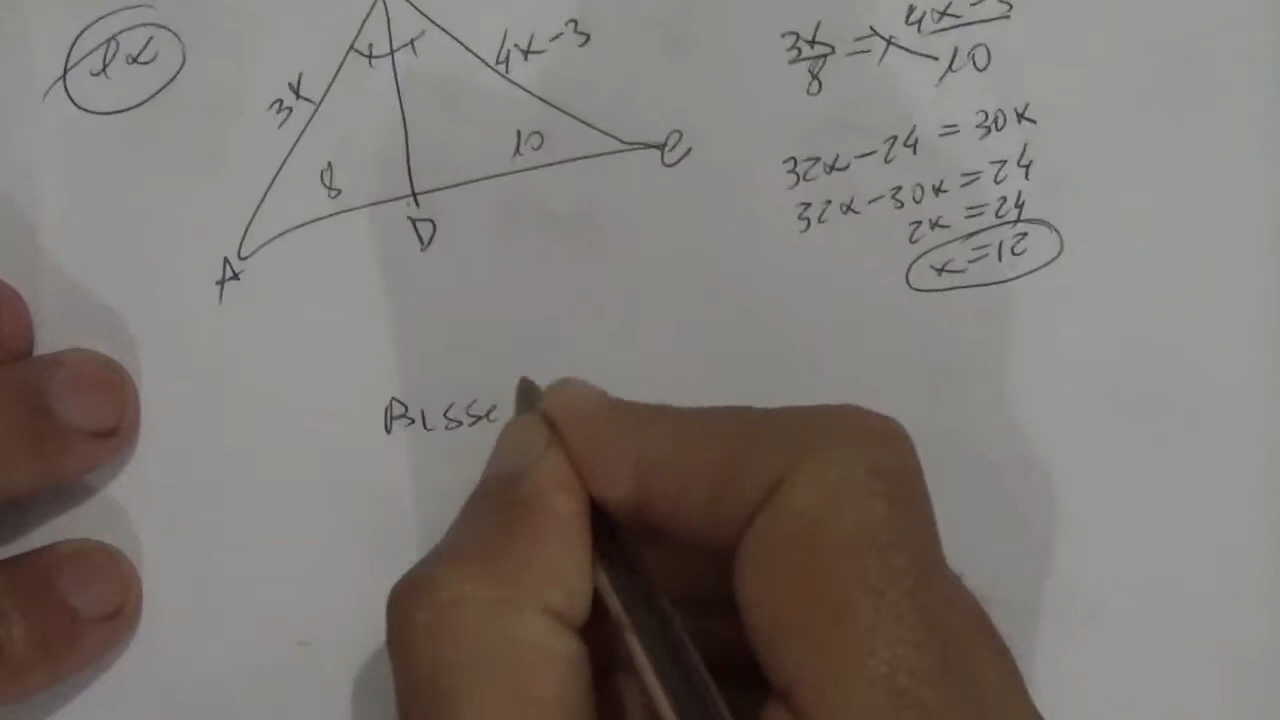 1x
3x
4x-3
8
10
A
D
C
3x/8 = 4x-3/10
32x-24 = 30x
32x-30x = 24
2x = 24
x = 12
Bisse